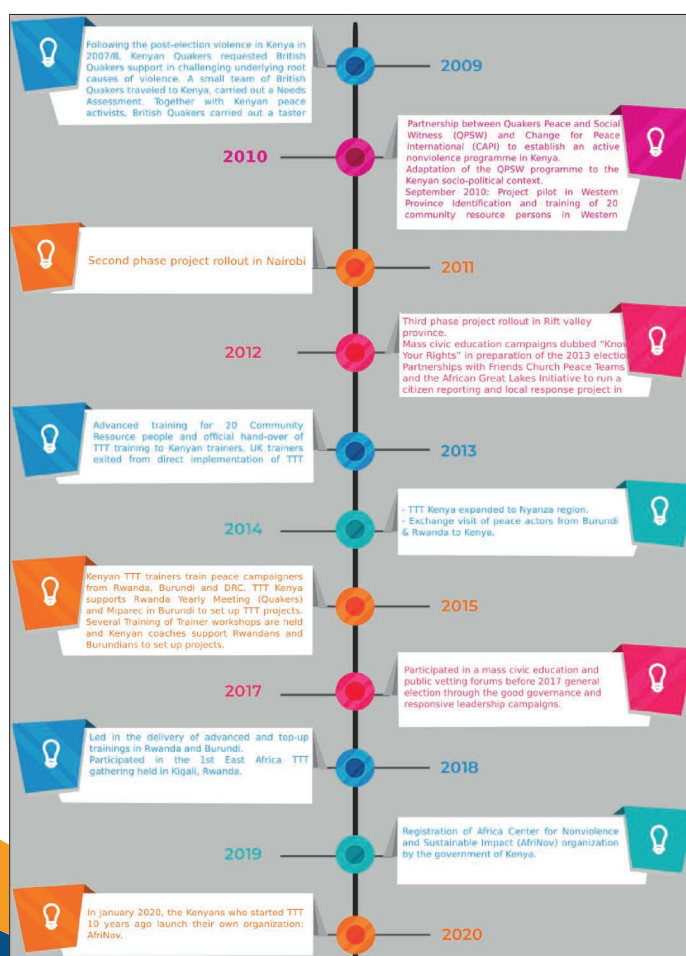 Following the post-election violence in Kenya in
2007/8, Kenyan Quakers requested British
Quakers support in challenging underlying root
causes of violence. A small team of British
Quakers traveled to Kenya, carried out a Needs
Assessment. Together with Kenyan peace
activists, British Quakers carried out a taster
2009
2010
Partnership between Quakers Peace and Social
Witness (QPSW) and Change for Peace
International (CAPI) to establish an active
nonviolence programme in Kenya.
Adaptation of the QPSW programme to the
Kenyan socio-political context.
September 2010: Project pilot in Western
Province Identification and training of 20
community resource persons in Western
Second phase project rollout in Nairobi
2011
2012
Third phase project rollout in Rift valley
province.
Mass civic education campaigns dubbed "Know
Your Rights" in preparation of the 2013 election
Partnerships with Friends Church Peace Teams
and the African Great Lakes Initiative to run a
citizen reporting and local response project in
Advanced training for 20 Community
Resource people and official hand-over of
TTT training to Kenyan trainers. UK trainers
exited from direct implementation of TTT
2013
2014
- TTT Kenya expanded to Nyanza region.
- Exchange visit of peace actors from Burundi
& Rwanda to Kenya.
Kenyan TTT trainers train peace campaigners
from Rwanda, Burundi and DRC. TTT Kenya
supports Rwanda Yearly Meeting (Quakers)
and Miparec in Burundi to set up TTT projects.
Several Training of Trainer workshops are held
and Kenyan coaches support Rwandans and
Burundians to set up projects.
2015
2017
Participated in a mass civic education and
public vetting forums before 2017 general
election through the good governance and
responsive leadership campaigns.
Led in the delivery of advanced and top-up
trainings in Rwanda and Burundi.
Participated in the 1st East Africa TTT
gathering held in Kigali, Rwanda.
2018
2019
Registration of Africa Center for Nonviolence
and Sustainable Impact (AfriNov) organization
by the government of Kenya.
In january 2020, the Kenyans who started TTT
10 years ago launch their own organization:
AfriNov.
2020